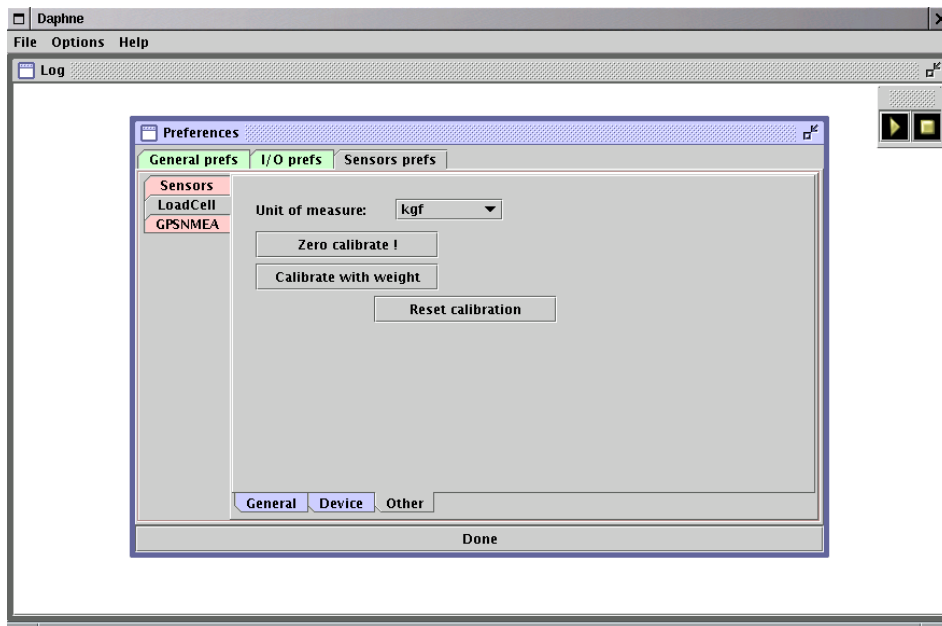 Daphne
File Options Help
Log
Preferences
General prefs I/O prefs Sensors prefs
Sensors
LoadCell
GPSNMEA
Unit of measure: kgf
Zero calibrate !
Calibrate with weight
Reset calibration
General Device Other
Done